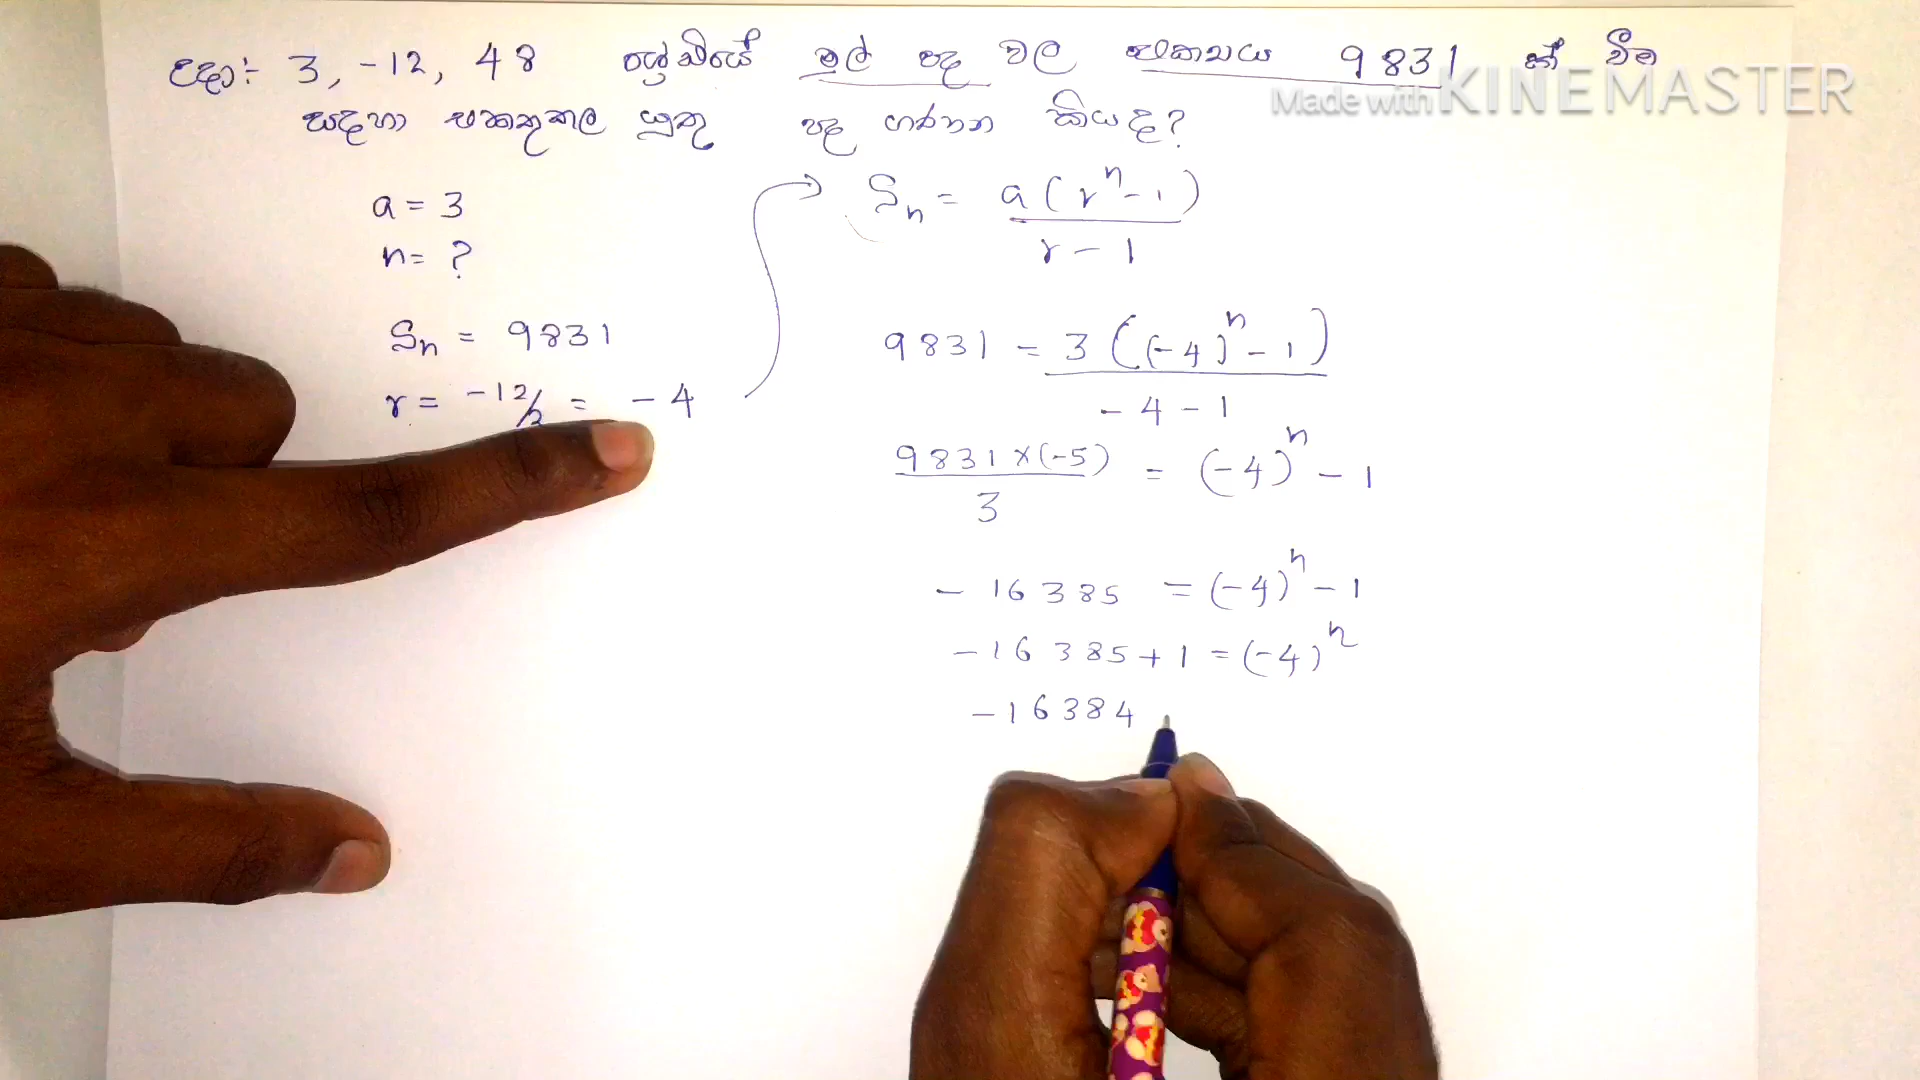 උදා:- 3, -12, 48 ශ්‍රේඪියේ මුල් පද වල ඓක්‍යය 9831 ක් වීම
Made with KINEMASTER
සඳහා එකතුකල යුතු පද ගණන කියද?
a = 3
n = ?
Sn = 9831
r = -12/3 = -4
Sn = a(r^n - 1)
r - 1
9831 = 3((-4)^n - 1)
-4 - 1
9831 × (-5) = (-4)^n - 1
3
-16385 = (-4)^n - 1
-16385 + 1 = (-4)^n
-16384